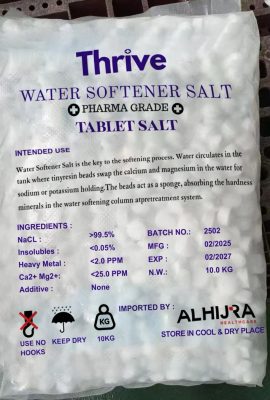 Thrive
WATER SOFTENER SALT
PHARMA GRADE
TABLET SALT
INTENDED USE
Water Softener Salt is the key to the softening process. Water circulates in the
tank where tinyresin beads swap the calcium and magnesium in the water for
sodium or potassium holding.The beads act as a sponge, absorbing the hardness
minerals in the water softening column atpretreatment system.
INGREDIENTS :
NaCL : >99.5%
Insolubles : <0.05%
Heavy Metal : <2.0 PPM
Ca2+ Mg2+: <25.0 PPM
Additive : None
BATCH NO.: 2502
MFG : 02/2025
EXP : 02/2027
N.W.: 10.0 KG
USE NO
HOOKS
KEEP DRY
KG
10KG
IMPORTED BY :
ALHIJRA
HEALTHCARE
STORE IN COOL & DRY PLACE